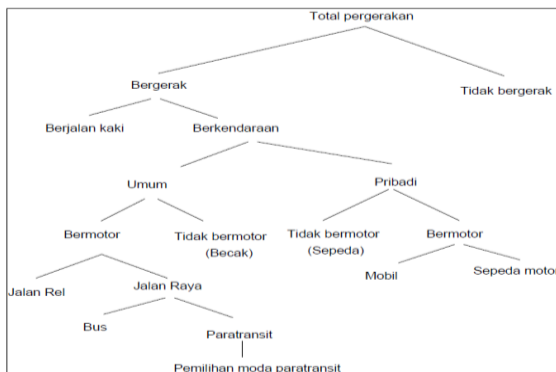 Total pergerakan
Bergerak
Tidak bergerak
Berjalan kaki
Berkendaraan
Umum
Pribadi
Bermotor
Tidak bermotor
(Becak)
Tidak bermotor
(Sepeda)
Bermotor
Jalan Rel
Jalan Raya
Mobil
Sepeda motor
Bus
Paratransit
Pemilihan moda paratransit